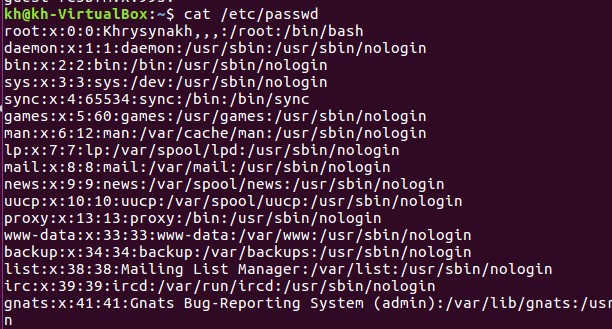 kh@kh-VirtualBox:~$ cat /etc/passwd
root:x:0:0:Khrysynakh,,,:/root:/bin/bash
daemon:x:1:1:daemon:/usr/sbin:/usr/sbin/nologin
bin:x:2:2:bin:/bin:/usr/sbin/nologin
sys:x:3:3:sys:/dev:/usr/sbin/nologin
sync:x:4:65534:sync:/bin:/bin/sync
games:x:5:60:games:/usr/games:/usr/sbin/nologin
man:x:6:12:man:/var/cache/man:/usr/sbin/nologin
lp:x:7:7:lp:/var/spool/lpd:/usr/sbin/nologin
mail:x:8:8:mail:/var/mail:/usr/sbin/nologin
news:x:9:9:news:/var/spool/news:/usr/sbin/nologin
uucp:x:10:10:uucp:/var/spool/uucp:/usr/sbin/nologin
proxy:x:13:13:proxy:/bin:/usr/sbin/nologin
www-data:x:33:33:www-data:/var/www:/usr/sbin/nologin
backup:x:34:34:backup:/var/backups:/usr/sbin/nologin
list:x:38:38:Mailing List Manager:/var/list:/usr/sbin/nologin
irc:x:39:39:ircd:/var/run/ircd:/usr/sbin/nologin
gnats:x:41:41:Gnats Bug-Reporting System (admin):/var/lib/gnats:/usr
n